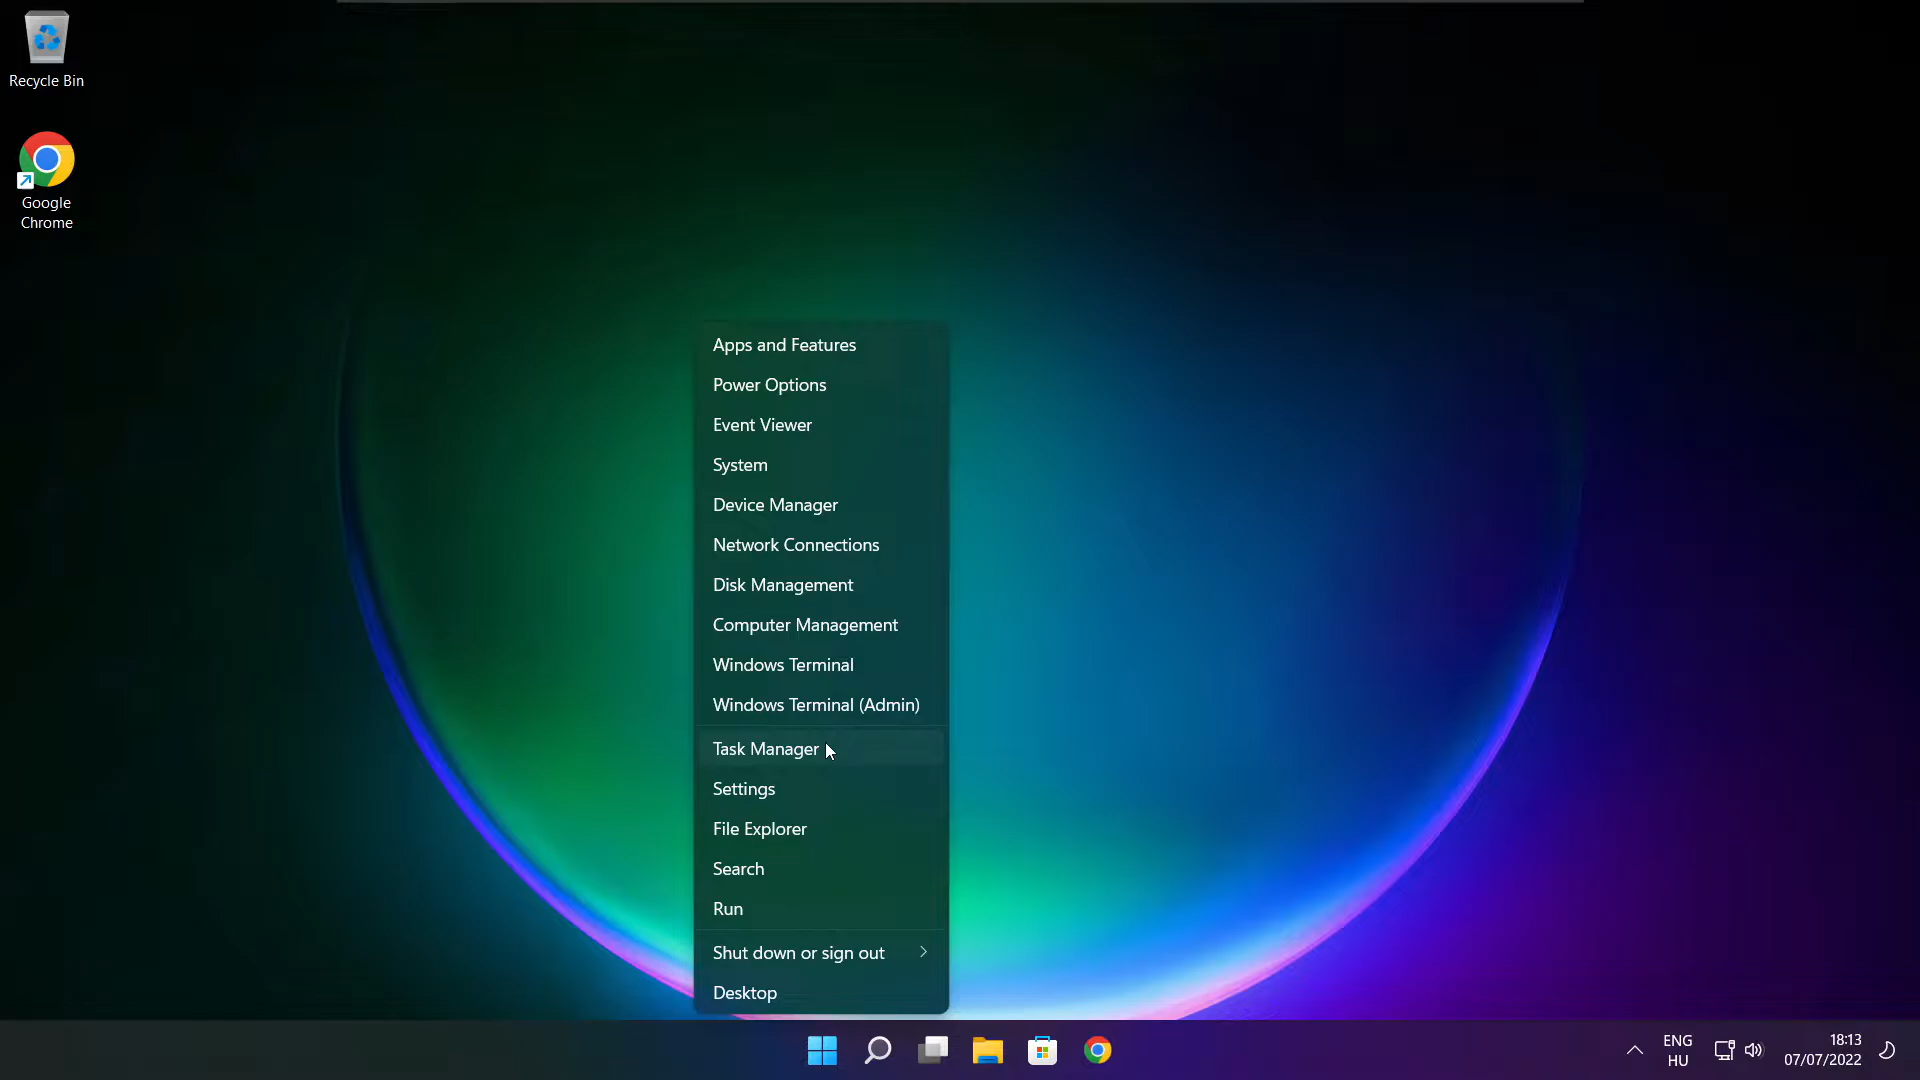 Recycle Bin
Google
Chrome
Apps and Features
Power Options
Event Viewer
System
Device Manager
Network Connections
Disk Management
Computer Management
Windows Terminal
Windows Terminal (Admin)
Task Manager
Settings
File Explorer
Search
Run
Shut down or sign out
Desktop
ENG
HU
18:13
07/07/2022